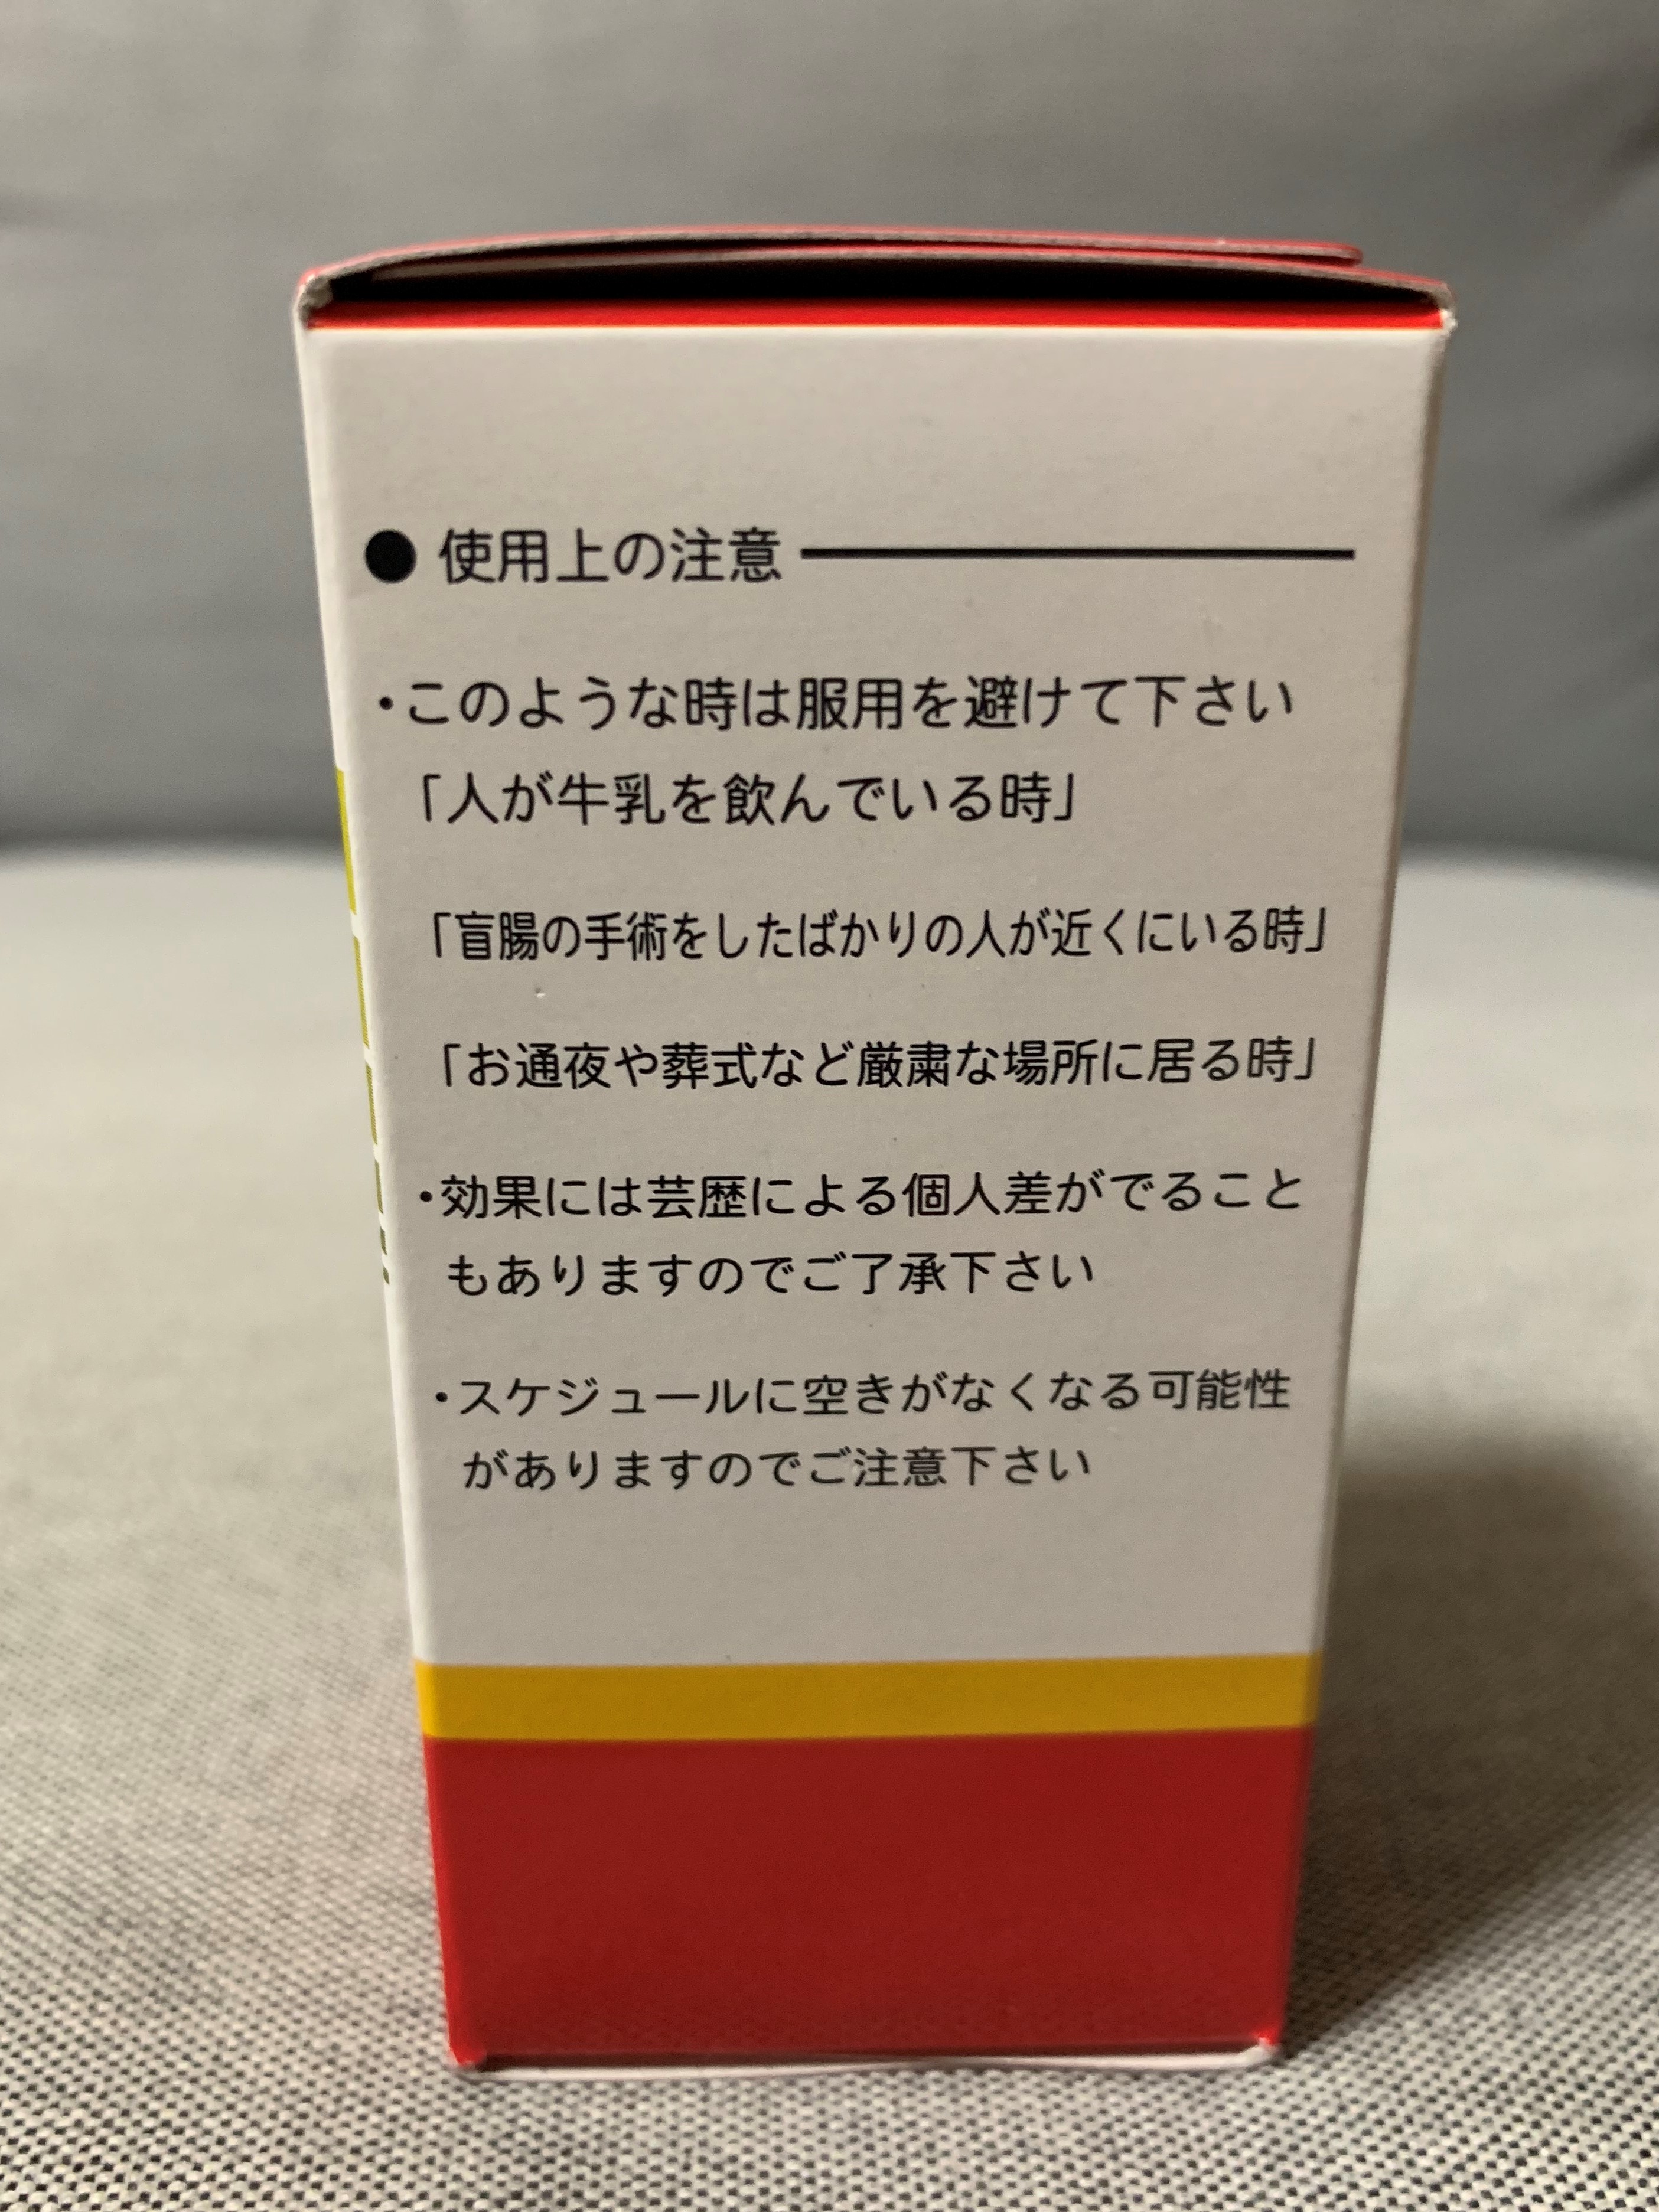 ● 使用上の注意
・このような時は服用を避けて下さい
「人が牛乳を飲んでいる時」
「盲腸の手術をしたばかりの人が近くにいる時」
「お通夜や葬式など厳粛な場所に居る時」
・効果には芸歴による個人差がでること
もありますのでご了承下さい
・スケジュールに空きがなくなる可能性
がありますのでご注意下さい